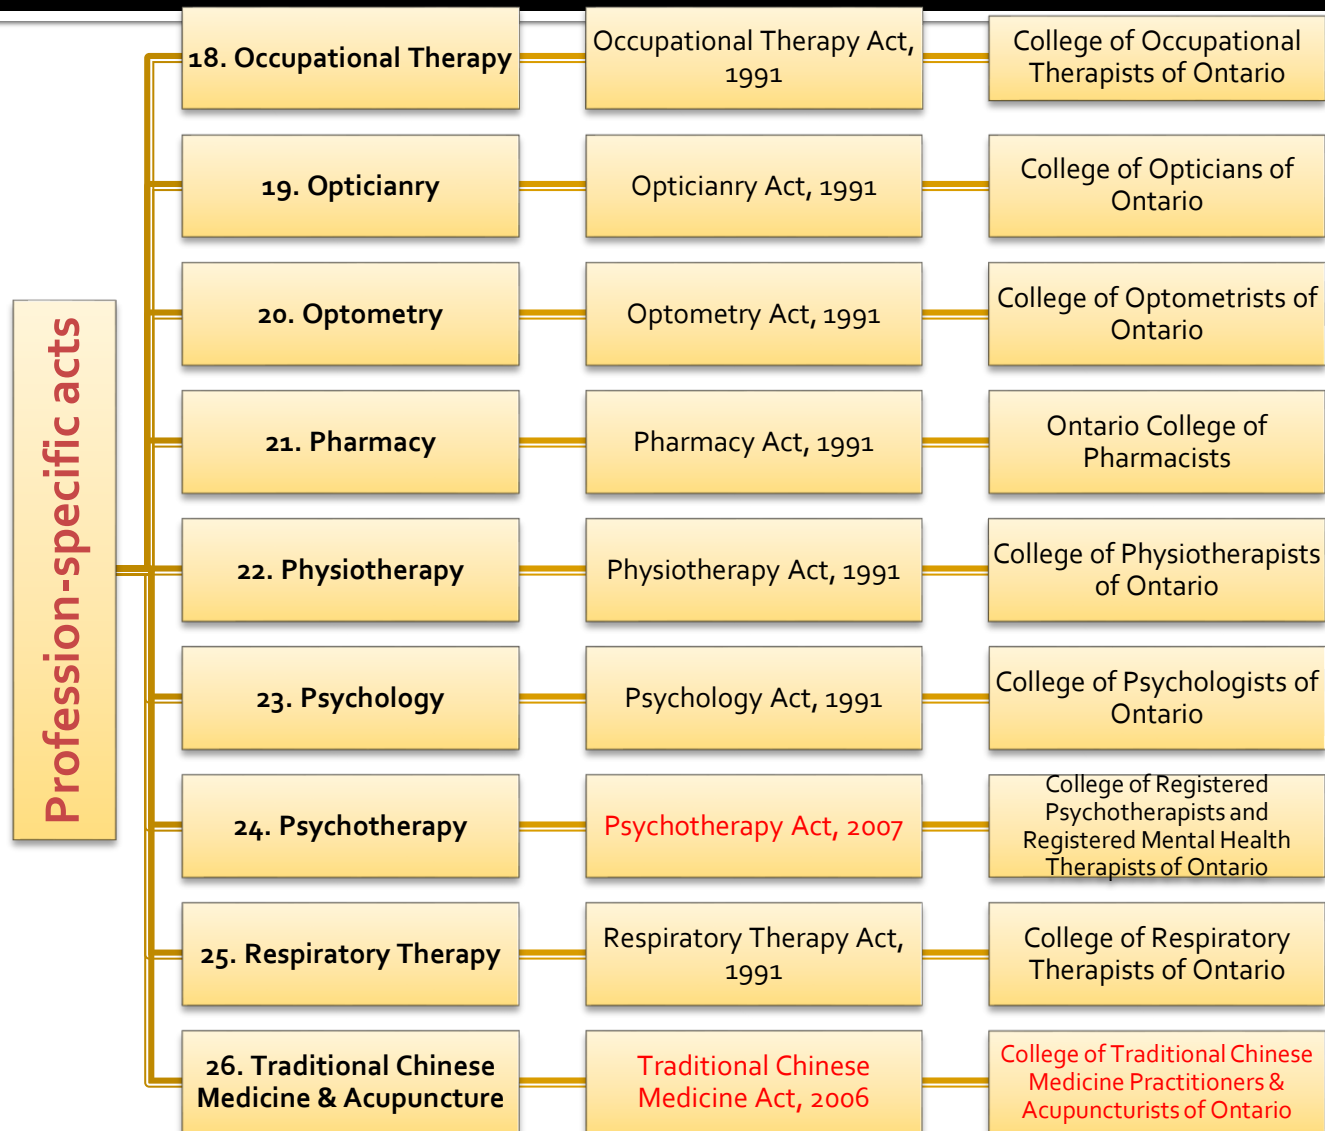 Professionspecific acts
18. Occupational Therapy
Occupational Therapy Act,
1991
College of Occupational
Therapists of Ontario
19. Opticianry
Opticianry Act, 1991
College of Opticians of
Ontario
20. Optometry
Optometry Act, 1991
College of Optometrists of
Ontario
21. Pharmacy
Pharmacy Act, 1991
Ontario College of
Pharmacists
22. Physiotherapy
Physiotherapy Act, 1991
College of Physiotherapists
of Ontario
23. Psychology
Psychology Act, 1991
College of Psychologists of
Ontario
24. Psychotherapy
Psychotherapy Act, 2007
College of Registered
Psychotherapists and
Registered Mental Health
Therapists of Ontario
25. Respiratory Therapy
Respiratory Therapy Act,
1991
College of Respiratory
Therapists of Ontario
26. Traditional Chinese
Medicine & Acupuncture
Traditional Chinese
Medicine Act, 2006
College of Traditional Chinese
Medicine Practitioners &
Acupuncturists of Ontario